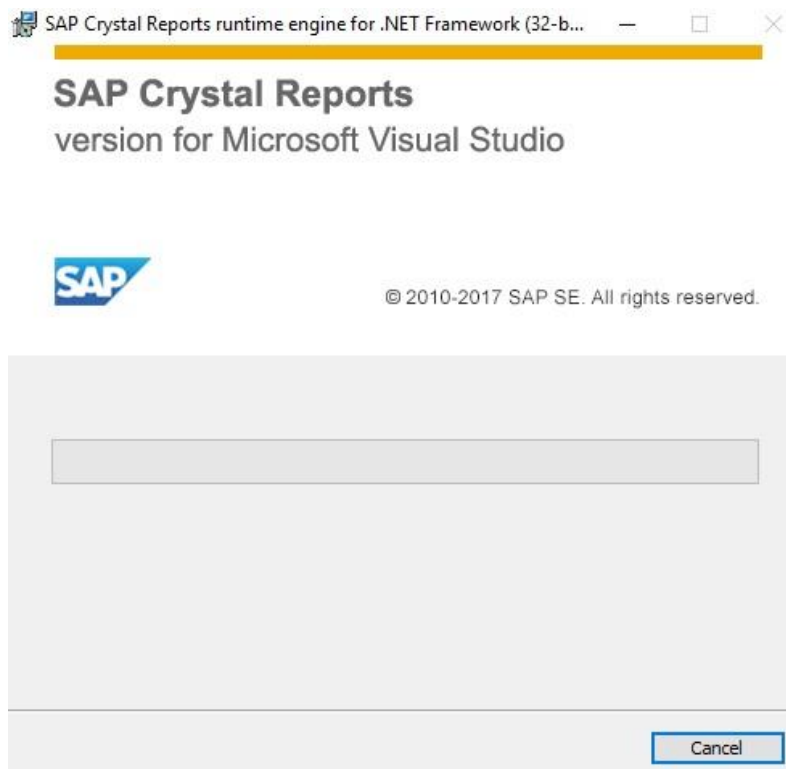 SAP Crystal Reports runtime engine for .NET Framework (32-b...
SAP Crystal Reports
version for Microsoft Visual Studio
SAP
© 2010-2017 SAP SE. All rights reserved.
Cancel